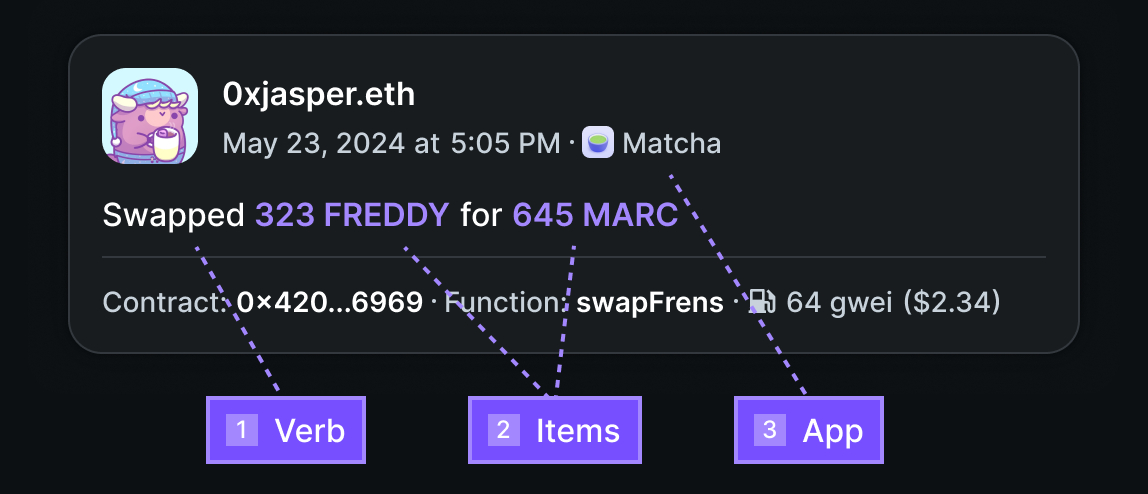 0xjasper.eth
May 23, 2024 at 5:05 PM · Matcha
Swapped 323 FREDDY for 645 MARC
Contract: 0×420...6969 · Function: swapFrens · 64 gwei ($2.34)
1 Verb
2 Items
3 App